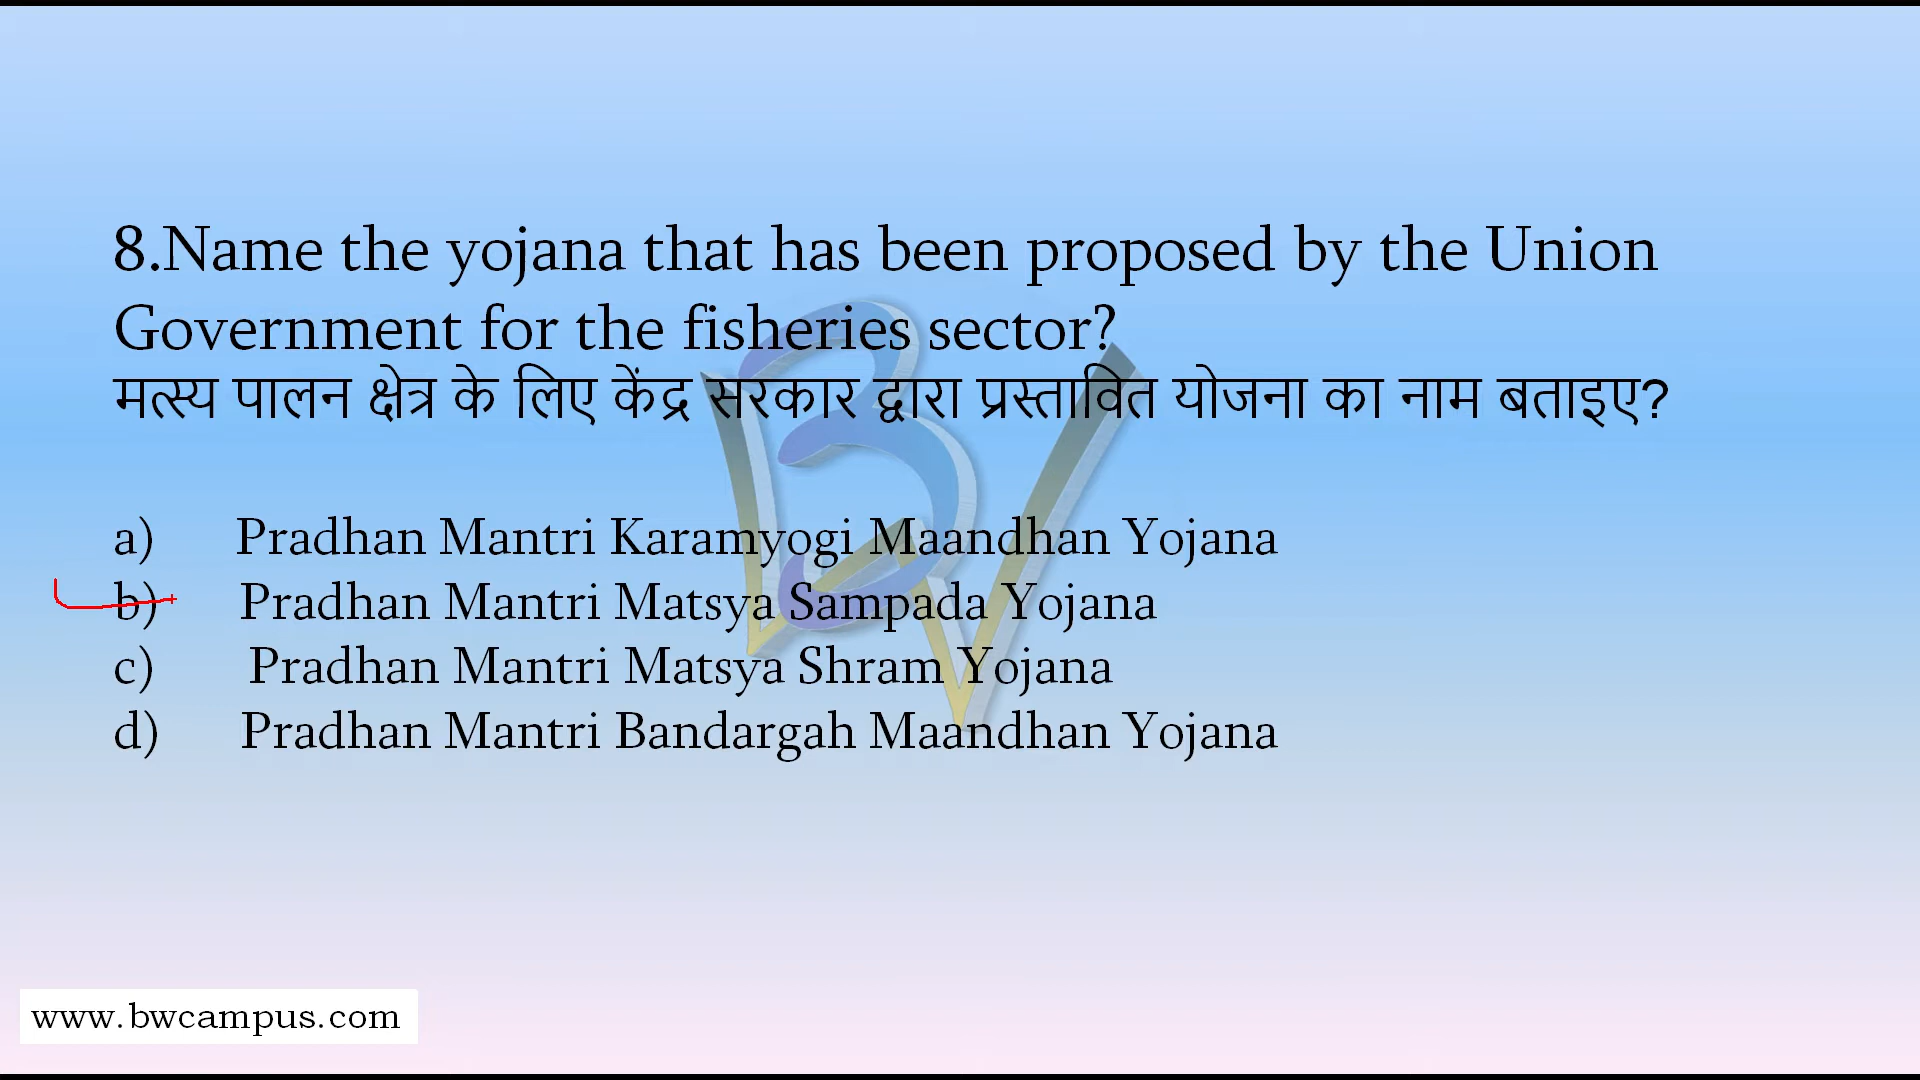 8.Name the yojana that has been proposed by the Union
Government for the fisheries sector?
मत्स्य पालन क्षेत्र के लिए केंद्र सरकार द्वारा प्रस्तावित योजना का नाम बताइए?
a) Pradhan Mantri Karamyogi Maandhan Yojana
b) Pradhan Mantri Matsya Sampada Yojana
c) Pradhan Mantri Matsya Shram Yojana
d) Pradhan Mantri Bandargah Maandhan Yojana
www.bwcampus.com